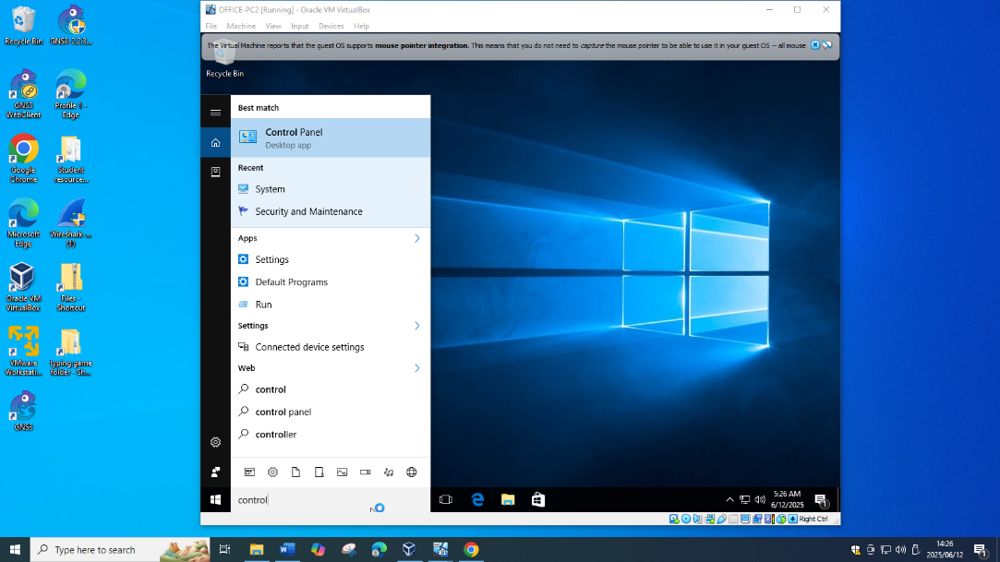 OFFICE-PC2 [Running] - Oracle VM VirtualBox
File Machine View Input Devices Help
The Virtual Machine reports that the guest OS supports mouse pointer integration. This means that you do not need to capture the mouse pointer to be able to use it in your guest OS -- all mouse
Recycle Bin
GNS3-2.2.3...
GNS3
WebClient
Profile 1 -
Edge
Google
Chrome
Student
resource...
Microsoft
Edge
Wireshark-...
(1)
Oracle VM
VirtualBox
Files -
Shortcut
VMware
Workstati...
typing game
folder - Sh...
GNS3
Recycle Bin
Best match
Control Panel
Desktop app
Recent
System
Security and Maintenance
Apps
Settings
Default Programs
Run
Settings
Connected device settings
Web
control
control panel
controller
control
5:26 AM
6/12/2025
1
Right Ctrl
Type here to search
14:26
2025/06/12
1